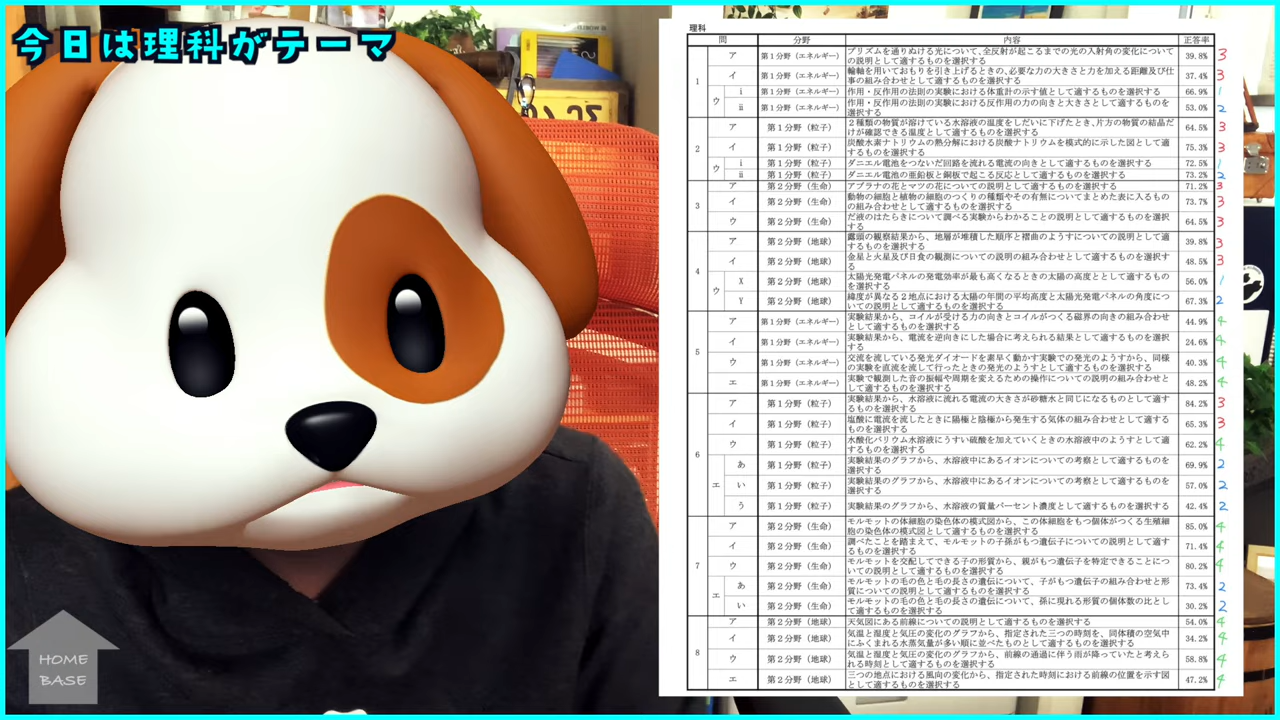 今日は理科がテーマ
理科
問 分野 内容 正答率
1 ア 第1分野（エネルギー） プリズムを通りぬける光について、全反射が起こるまでの光の入射角の変化について
の説明として適するものを選択する 39.8% 3
イ 第1分野（エネルギー） 輪軸を用いておもりを引き上げるときの、必要な力の大きさと力を加える距離及び仕
事の組み合わせとして適するものを選択する 37.4% 3
ウ i 第1分野（エネルギー） 作用・反作用の法則の実験における体重計の示す値として適するものを選択する 66.9% 1
ii 第1分野（エネルギー） 作用・反作用の法則の実験における反作用の力の向きと大きさとして適するものを
選択する 53.0% 2
2 ア 第1分野（粒子） 2種類の物質が溶けている水溶液の温度をしだいに下げたとき、片方の物質の結晶だ
けが確認できる温度として適するものを選択する 64.5% 3
イ 第1分野（粒子） 炭酸水素ナトリウムの熱分解における炭酸ナトリウムを模式的に示した図として適
するものを選択する 75.3% 3
ウ i 第1分野（粒子） ダニエル電池をつないだ回路を流れる電流の向きとして適するものを選択する 72.5% 1
ii 第1分野（粒子） ダニエル電池の亜鉛板と銅板で起こる反応として適するものを選択する 73.2% 2
3 ア 第2分野（生命） アブラナの花とマツの花についての説明として適するものを選択する 71.2% 3
イ 第2分野（生命） 動物の細胞と植物の細胞のつくりの種類やその有無についてまとめた表に入るもの
の組み合わせとして適するものを選択する 73.7% 3
ウ 第2分野（生命） だ液のはたらきについて調べる実験からわかることの説明として適するものを選択
する 64.5% 3
4 ア 第2分野（地球） 露頭の観察結果から、地層が堆積した順序と褶曲のようすについての説明として適
するものを選択する 39.8% 3
イ 第2分野（地球） 金星と火星及び日食の観測についての説明の組み合わせとして適するものを選択す
る 48.5% 3
ウ X 第2分野（地球） 太陽光発電パネルの発電効率が最も高くなるときの太陽の高度として適するもの
を選択する 56.0% 1
Y 第2分野（地球） 緯度が異なる2地点における太陽の年間の平均高度と太陽光発電パネルの角度につ
いての説明として適するものを選択する 67.3% 2
5 ア 第1分野（エネルギー） 実験結果から、コイルが受ける力の向きとコイルがつくる磁界の向きの組み合わせ
として適するものを選択する 44.9% 4
イ 第1分野（エネルギー） 実験結果から、電流を逆向きにした場合に考えられる結果として適するものを選択
する 24.6% 4
ウ 第1分野（エネルギー） 交流を流している発光ダイオードを素早く動かす実験での発光のようすから、同様
の実験を直流を流して行ったときの発光のようすとして適するものを選択する 40.3% 4
エ 第1分野（エネルギー） 実験で観測した音の振幅や周期を変えるための操作についての説明の組み合わせと
して適するものを選択する 48.2% 4
6 ア 第1分野（粒子） 実験結果から、水溶液に流れる電流の大きさが砂糖水と同じになるものとして適す
るものを選択する 84.2% 3
イ 第1分野（粒子） 塩酸に電流を流したときに陽極と陰極から発生する気体の組み合わせとして適する
ものを選択する 65.3% 3
ウ 第1分野（粒子） 水酸化バリウム水溶液にうすい硫酸を加えていくときの水溶液中のようすとして適
するものを選択する 62.2% 4
エ あ 第1分野（粒子） 実験結果のグラフから、水溶液中にあるイオンについての考察として適するものを
選択する 69.9% 2
い 第1分野（粒子） 実験結果のグラフから、水溶液中にあるイオンについての考察として適するものを
選択する 57.0% 2
う 第1分野（粒子） 実験結果のグラフから、水溶液の質量パーセント濃度として適するものを選択する 42.4% 2
7 ア 第2分野（生命） モルモットの体細胞の染色体の模式図から、この体細胞をもつ個体がつくる生殖細
胞の染色体の模式図として適するものを選択する 85.0% 4
イ 第2分野（生命） 調べたことを踏まえて、モルモットの子孫がもつ遺伝子についての説明として適す
るものを選択する 71.4% 4
ウ 第2分野（生命） モルモットを交配してできる子の形質から、親がもつ遺伝子を特定できることにつ
いての説明として適するものを選択する 80.2% 4
エ あ 第2分野（生命） モルモットの毛の色と毛の長さの遺伝について、子がもつ遺伝子の組み合わせと形
質についての説明として適するものを選択する 73.4% 2
い 第2分野（生命） モルモットの毛の色と毛の長さの遺伝について、孫に現れる形質の個体数の比とし
て適するものを選択する 30.2% 2
8 ア 第2分野（地球） 天気図にある前線についての説明として適するものを選択する 54.0% 4
イ 第2分野（地球） 気温と湿度と気圧の変化のグラフから、指定された三つの時刻を、同体積の空気中
にふくまれる水蒸気量が多い順に並べたものとして適するものを選択する 34.2% 4
ウ 第2分野（地球） 気温と湿度と気圧の変化のグラフから、前線の通過に伴う雨が降っていたと考えら
れる時刻として適するものを選択する 58.8% 4
エ 第2分野（地球） 三つの地点における風向の変化から、指定された時刻における前線の位置を示す図
として適するものを選択する 47.2% 4
HOME
BASE